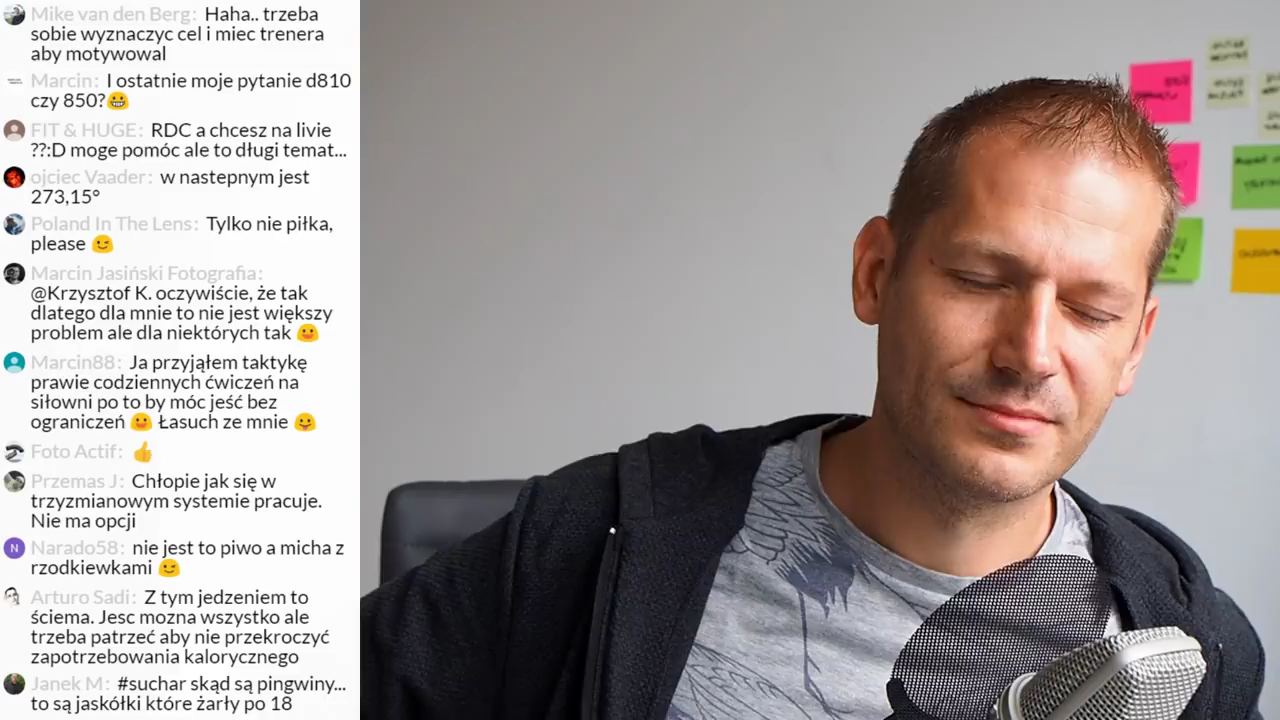 Mike van den Berg: Haha.. trzeba
sobie wyznaczyc cel i miec trenera
aby motywowal
Marcin: I ostatnie moje pytanie d810
czy 850?😀
FIT & HUGE: RDC a chcesz na livie
??:D moge pomóc ale to długi temat...
ojciec Vaader: w nastepnym jest
273,15°
Poland In The Lens: Tylko nie piłka,
please 😉
Marcin Jasiński Fotografia:
@Krzysztof K. oczywiście, że tak
dlatego dla mnie to nie jest większy
problem ale dla niektórych tak 😛
Marcin88: Ja przyjąłem taktykę
prawie codziennych ćwiczeń na
siłowni po to by móc jeść bez
ograniczeń 😛 Łasuch ze mnie 😛
Foto Actif: 👍
Przemas J: Chłopie jak się w
trzyzmianowym systemie pracuje.
Nie ma opcji
N Narado58: nie jest to piwo a micha z
rzodkiewkami 😉
Arturo Sadi: Z tym jedzeniem to
ściema. Jesc mozna wszystko ale
trzeba patrzeć aby nie przekroczyć
zapotrzebowania kalorycznego
Janek M: #suchar skąd są pingwiny...
to są jaskółki które żarły po 18